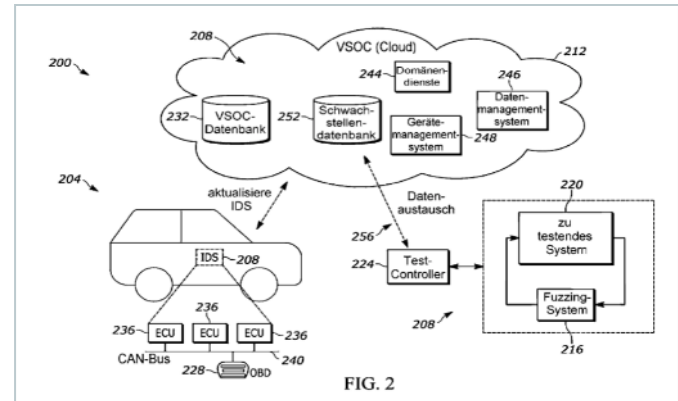 VSOC (Cloud)
208
212
200
244
Domänen-
dienste
246
Daten-
management-
system
232
VSOC-
Datenbank
252
Schwach-
stellen-
datenbank
Geräte-
management-
system
248
204
aktualisiere
IDS
Daten-
austausch
256
220
zu
testendes
System
IDS
208
224
Test-
Controller
208
Fuzzing-
System
216
236
236
236
ECU
ECU
ECU
CAN-Bus
240
228
OBD
FIG. 2